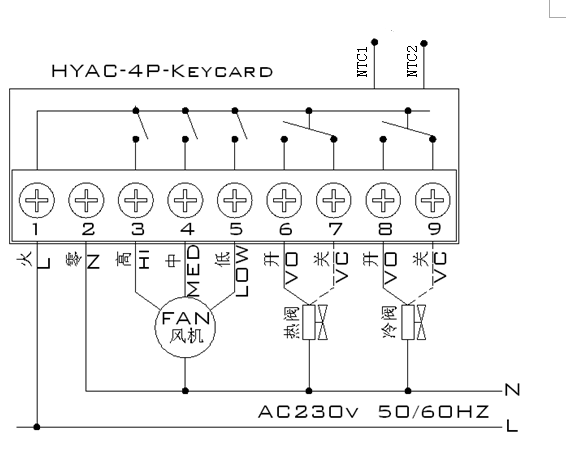 NTC1
NTC2
HYAC-4P-KEYCARD
1 2 3 4 5 6 7 8 9
火 L
零 N
高 HI
中 MED
低 LOW
开 VO
关 VC
开 VO
关 VC
FAN
风机
热阀
冷阀
N
AC230v 50/60HZ
L